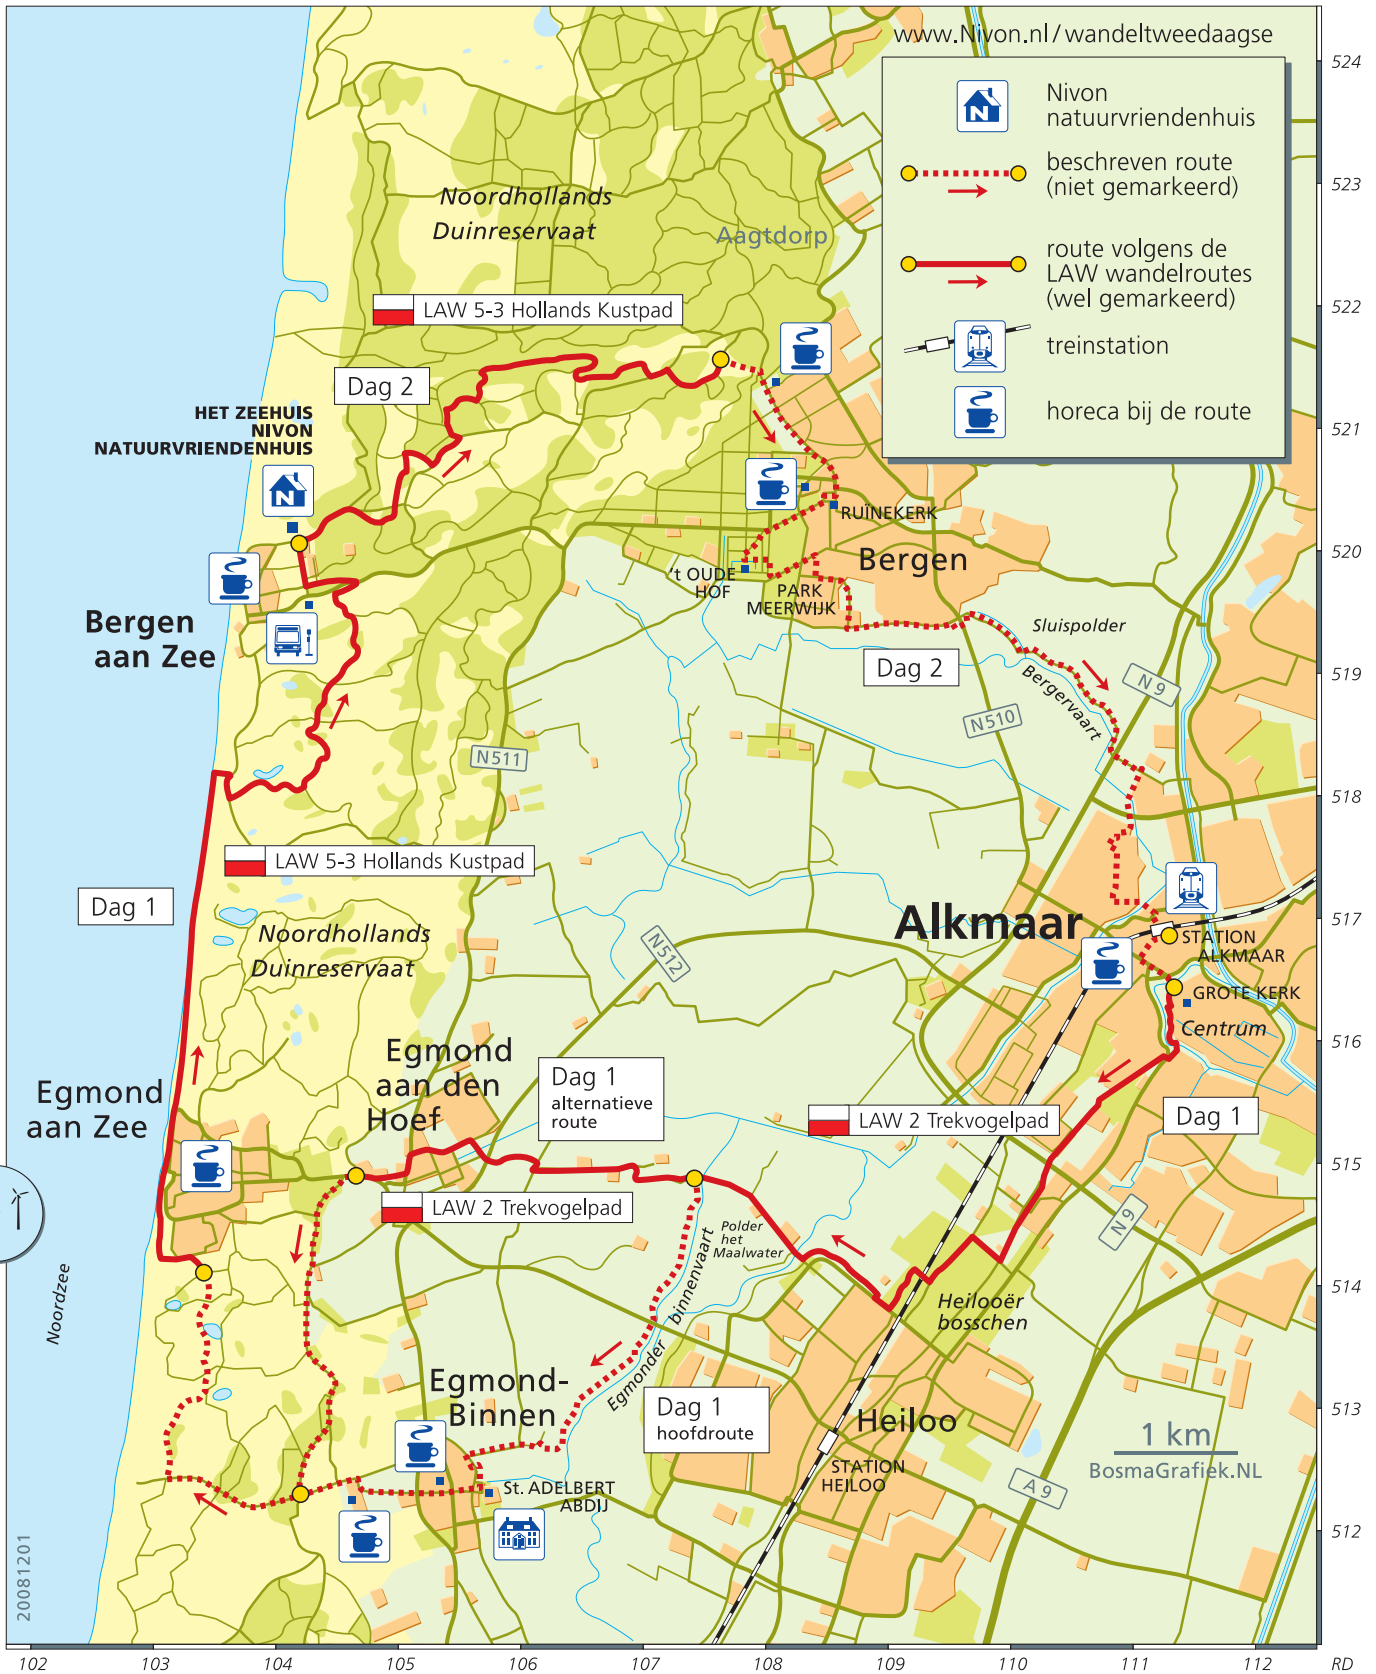 www.Nivon.nl/wandeltweedaagse
Nivon
natuurvriendenhuis
beschreven route
(niet gemarkeerd)
route volgens de
LAW wandelroutes
(wel gemarkeerd)
treinstation
horeca bij de route
524
523
522
521
520
519
518
517
516
515
514
513
512
Noordhollands
Duinreservaat
Aagtdorp
LAW 5-3 Hollands Kustpad
Dag 2
HET ZEEHUIS
NIVON
NATUURVRIENDENHUIS
N
N
RUÏNEKERK
Bergen
't OUDE
HOF
PARK
MEERWIJK
Bergen
aan Zee
Sluispolder
Dag 2
Bergervaart
N 9
N510
N511
LAW 5-3 Hollands Kustpad
Dag 1
Noordhollands
Duinreservaat
N512
Alkmaar
STATION
ALKMAAR
GROTE KERK
Centrum
Egmond
aan den
Hoef
Dag 1
alternatieve
route
Egmond
aan Zee
LAW 2 Trekvogelpad
Dag 1
LAW 2 Trekvogelpad
N 9
Polder
het
Maalwater
Noordzee
Egmonder binnenvaart
Heilooër
bosschen
Egmond-
Binnen
Dag 1
hoofdroute
Heiloo
STATION
HEILOO
1 km
BosmaGrafiek.NL
A 9
St. ADELBERT
ABDIJ
20081201
102 103 104 105 106 107 108 109 110 111 112 RD